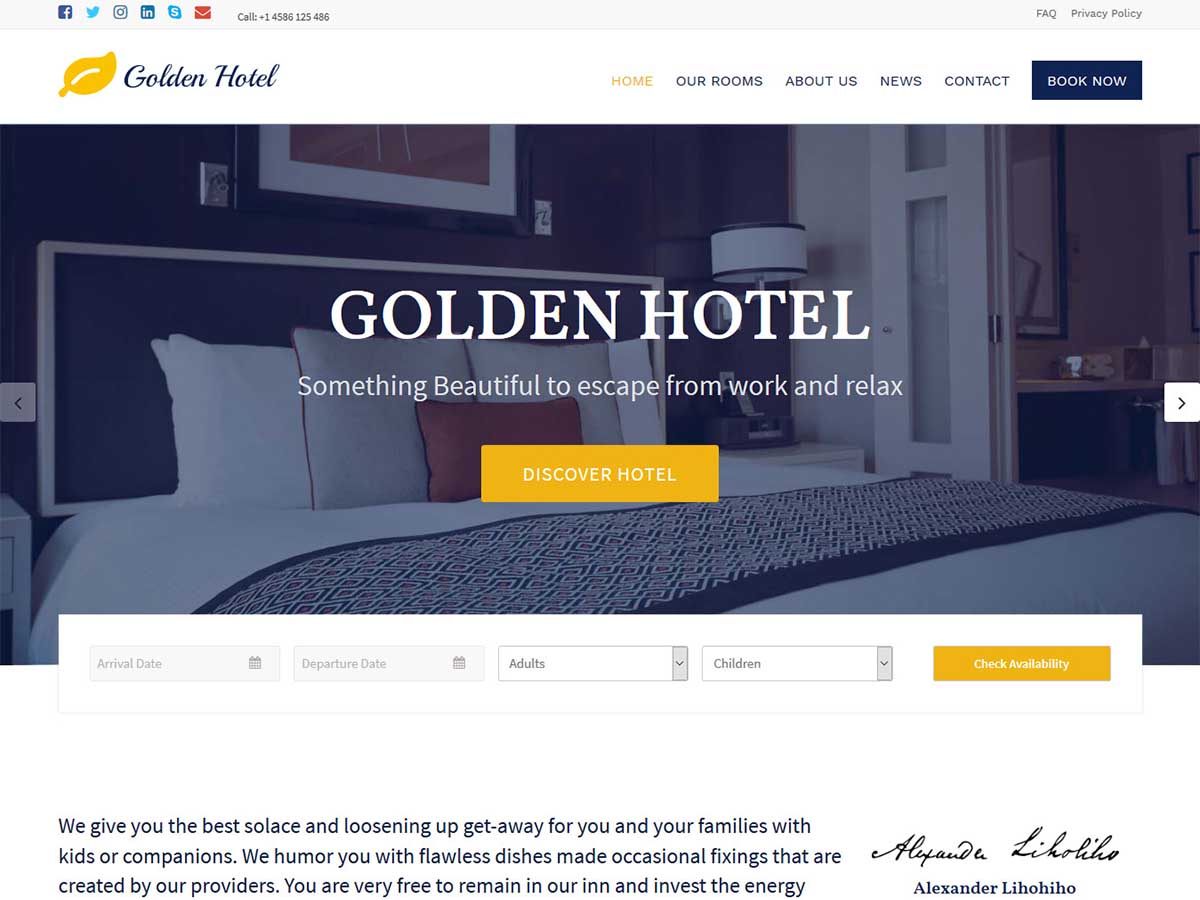 Call: +1 4586 125 486
FAQ Privacy Policy
Golden Hotel
HOME OUR ROOMS ABOUT US NEWS CONTACT BOOK NOW
GOLDEN HOTEL
Something Beautiful to escape from work and relax
DISCOVER HOTEL
Arrival Date Departure Date Adults Children Check Availability
We give you the best solace and loosening up get-away for you and your families with
kids or companions. We humor you with flawless dishes made occasional fixings that are
created by our providers. You are very free to remain in our inn and invest the energy
Alexander Liholiho
Alexander Lihohiho